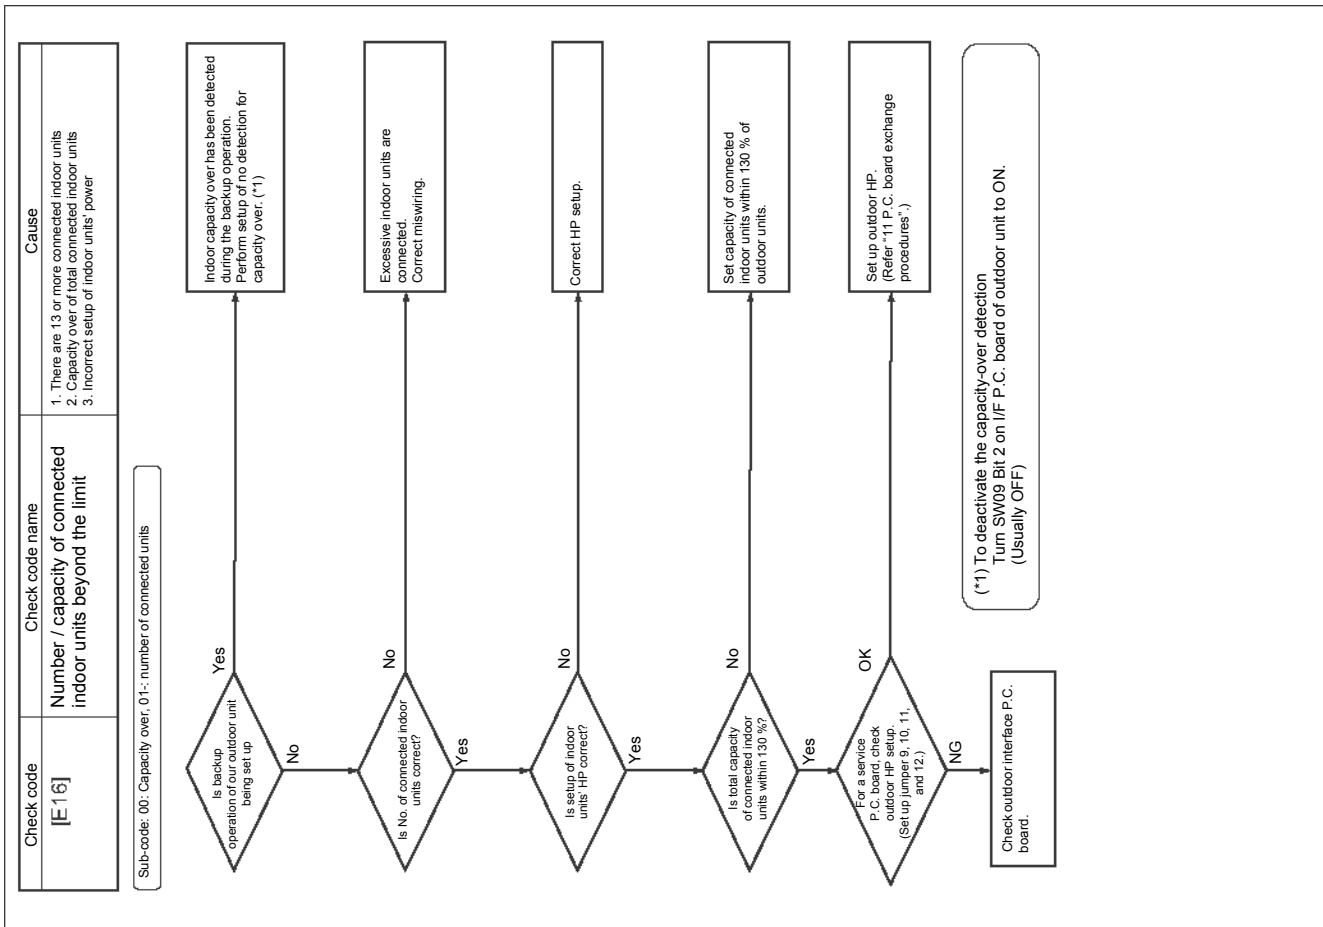 Check code
Check code name
Cause
[E16]
Number / capacity of connected
indoor units beyond the limit
1. There are 13 or more connected indoor units
2. Capacity over of total connected indoor units
3. Incorrect setup of indoor units' power
Sub-code: 00: Capacity over, 01-: number of connected units
Is backup
operation of our outdoor unit
being set up
Yes
Indoor capacity over has been detected
during the backup operation.
Perform setup of no detection for
capacity over. (*1)
No
Is No. of connected indoor
units correct?
No
Excessive indoor units are
connected.
Correct miswiring.
Yes
Is setup of indoor
units' HP correct?
No
Correct HP setup.
Yes
Is total capacity
of connected indoor
units within 130 %?
No
Set capacity of connected
indoor units within 130 % of
outdoor units.
Yes
For a service
P.C. board, check
outdoor HP setup.
(Set up jumper 9, 10, 11,
and 12,)
OK
Set up outdoor HP.
(Refer “11 P.C. board exchange
procedures”.)
NG
Check outdoor interface P.C.
board.
(*1) To deactivate the capacity-over detection
Turn SW09 Bit 2 on I/F P.C. board of outdoor unit to ON.
(Usually OFF)